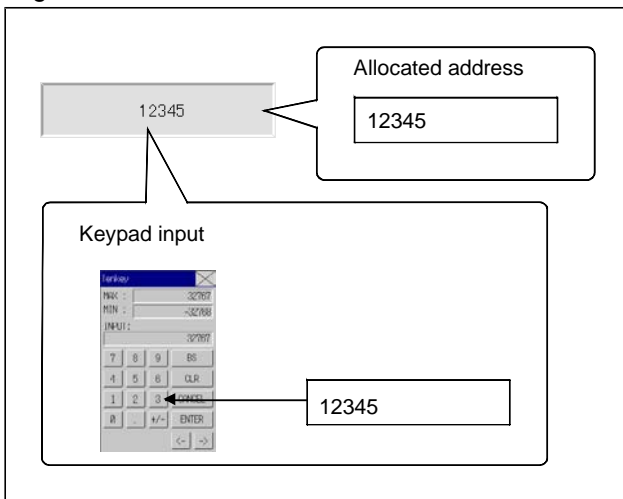 12345
Allocated address
12345
Keypad input
Tenkey
MAX : 32767
MIN : -32768
INPUT:
32767
7 8 9 BS
4 5 6 CLR
1 2 3 CANCEL
0 . +/- ENTER
<- ->
12345